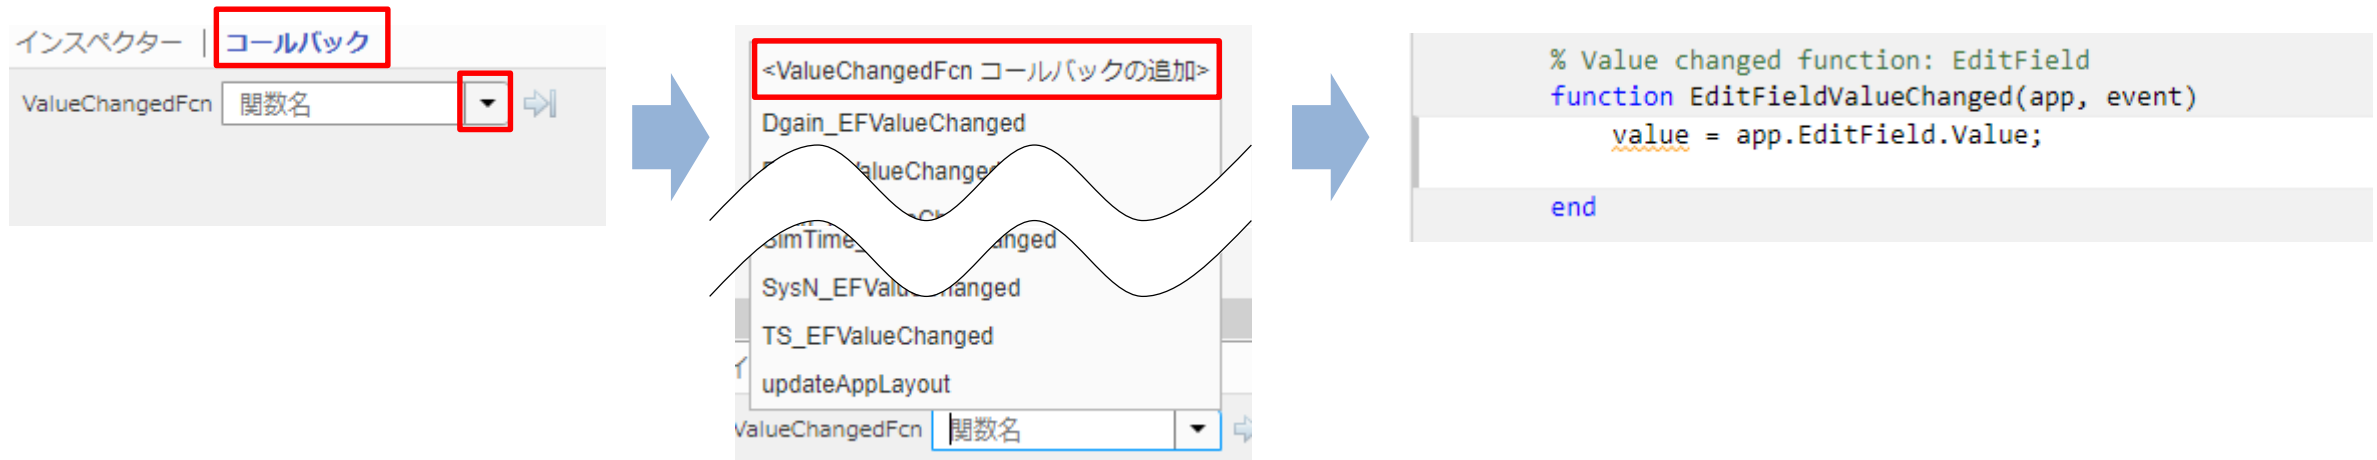 インスペクター | コールバック
ValueChangedFcn 関数名
<ValueChangedFcn コールバックの追加>
Dgain_EFValueChanged
SysN_EFValueChanged
TS_EFValueChanged
updateAppLayout
ValueChangedFcn 関数名
% Value changed function: EditField
function EditFieldValueChanged(app, event)
value = app.EditField.Value;
end